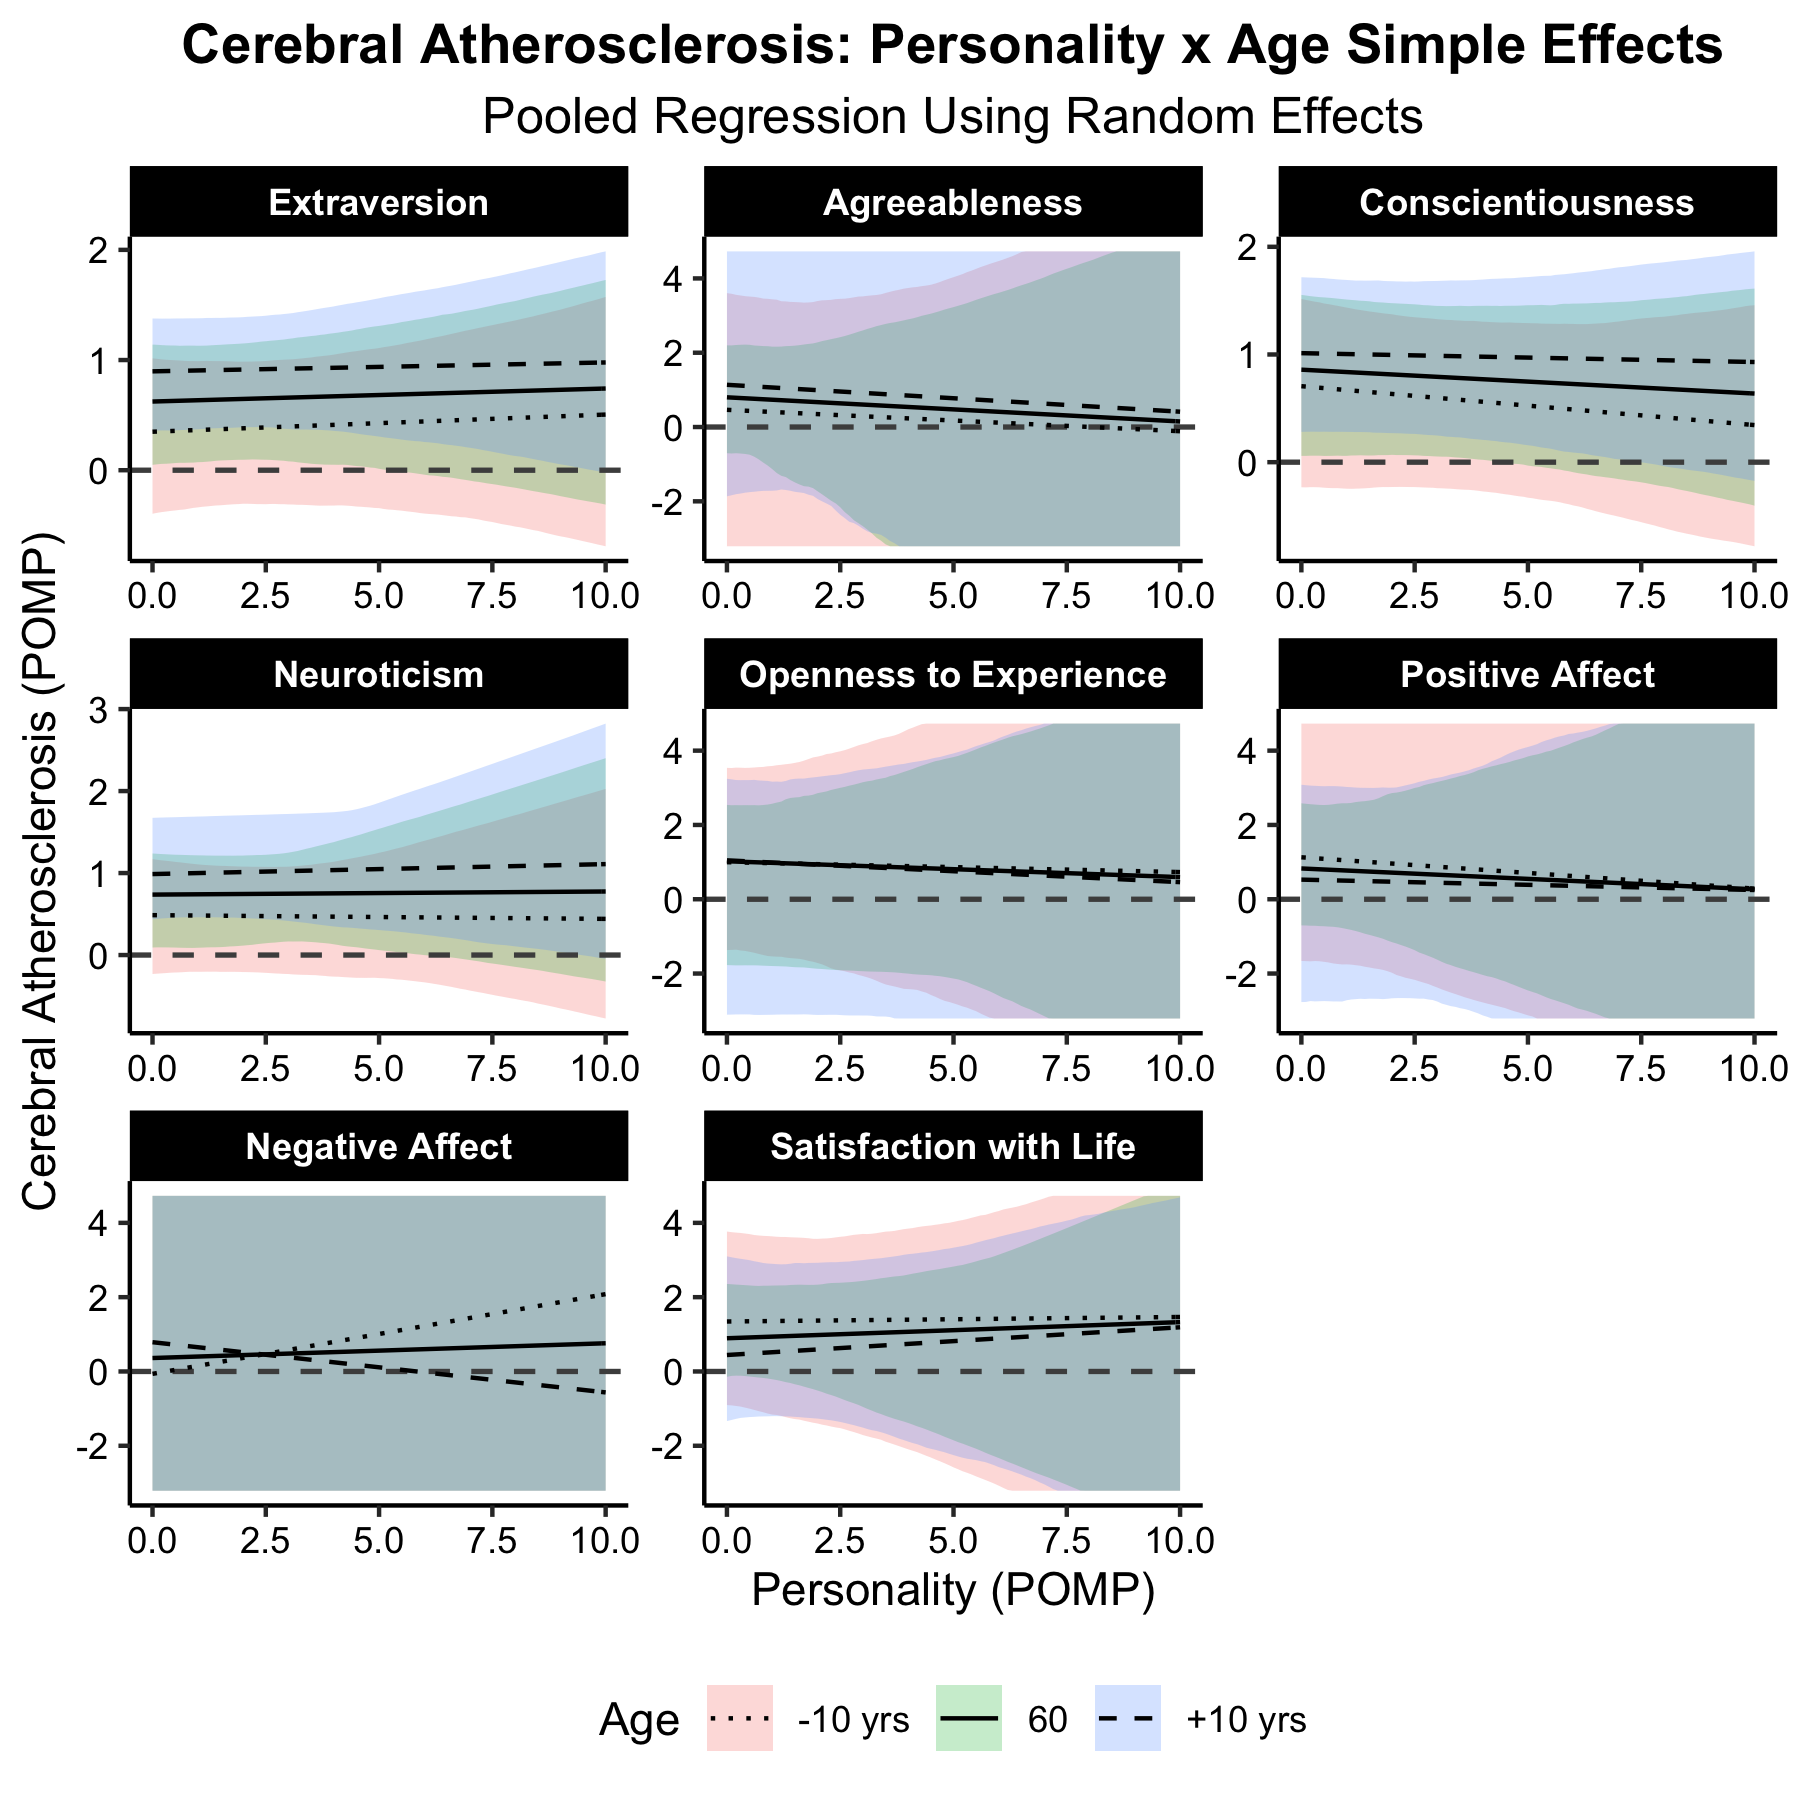 Cerebral Atherosclerosis: Personality x Age Simple Effects
Pooled Regression Using Random Effects
Cerebral Atherosclerosis (POMP)
Extraversion
2
1
0
0.0 2.5 5.0 7.5 10.0
Agreeableness
4
2
0
-2
0.0 2.5 5.0 7.5 10.0
Conscientiousness
2
1
0
0.0 2.5 5.0 7.5 10.0
Neuroticism
3
2
1
0
0.0 2.5 5.0 7.5 10.0
Openness to Experience
4
2
0
-2
0.0 2.5 5.0 7.5 10.0
Positive Affect
4
2
0
-2
0.0 2.5 5.0 7.5 10.0
Negative Affect
4
2
0
-2
0.0 2.5 5.0 7.5 10.0
Satisfaction with Life
4
2
0
-2
0.0 2.5 5.0 7.5 10.0
Personality (POMP)
Age -10 yrs 60 +10 yrs